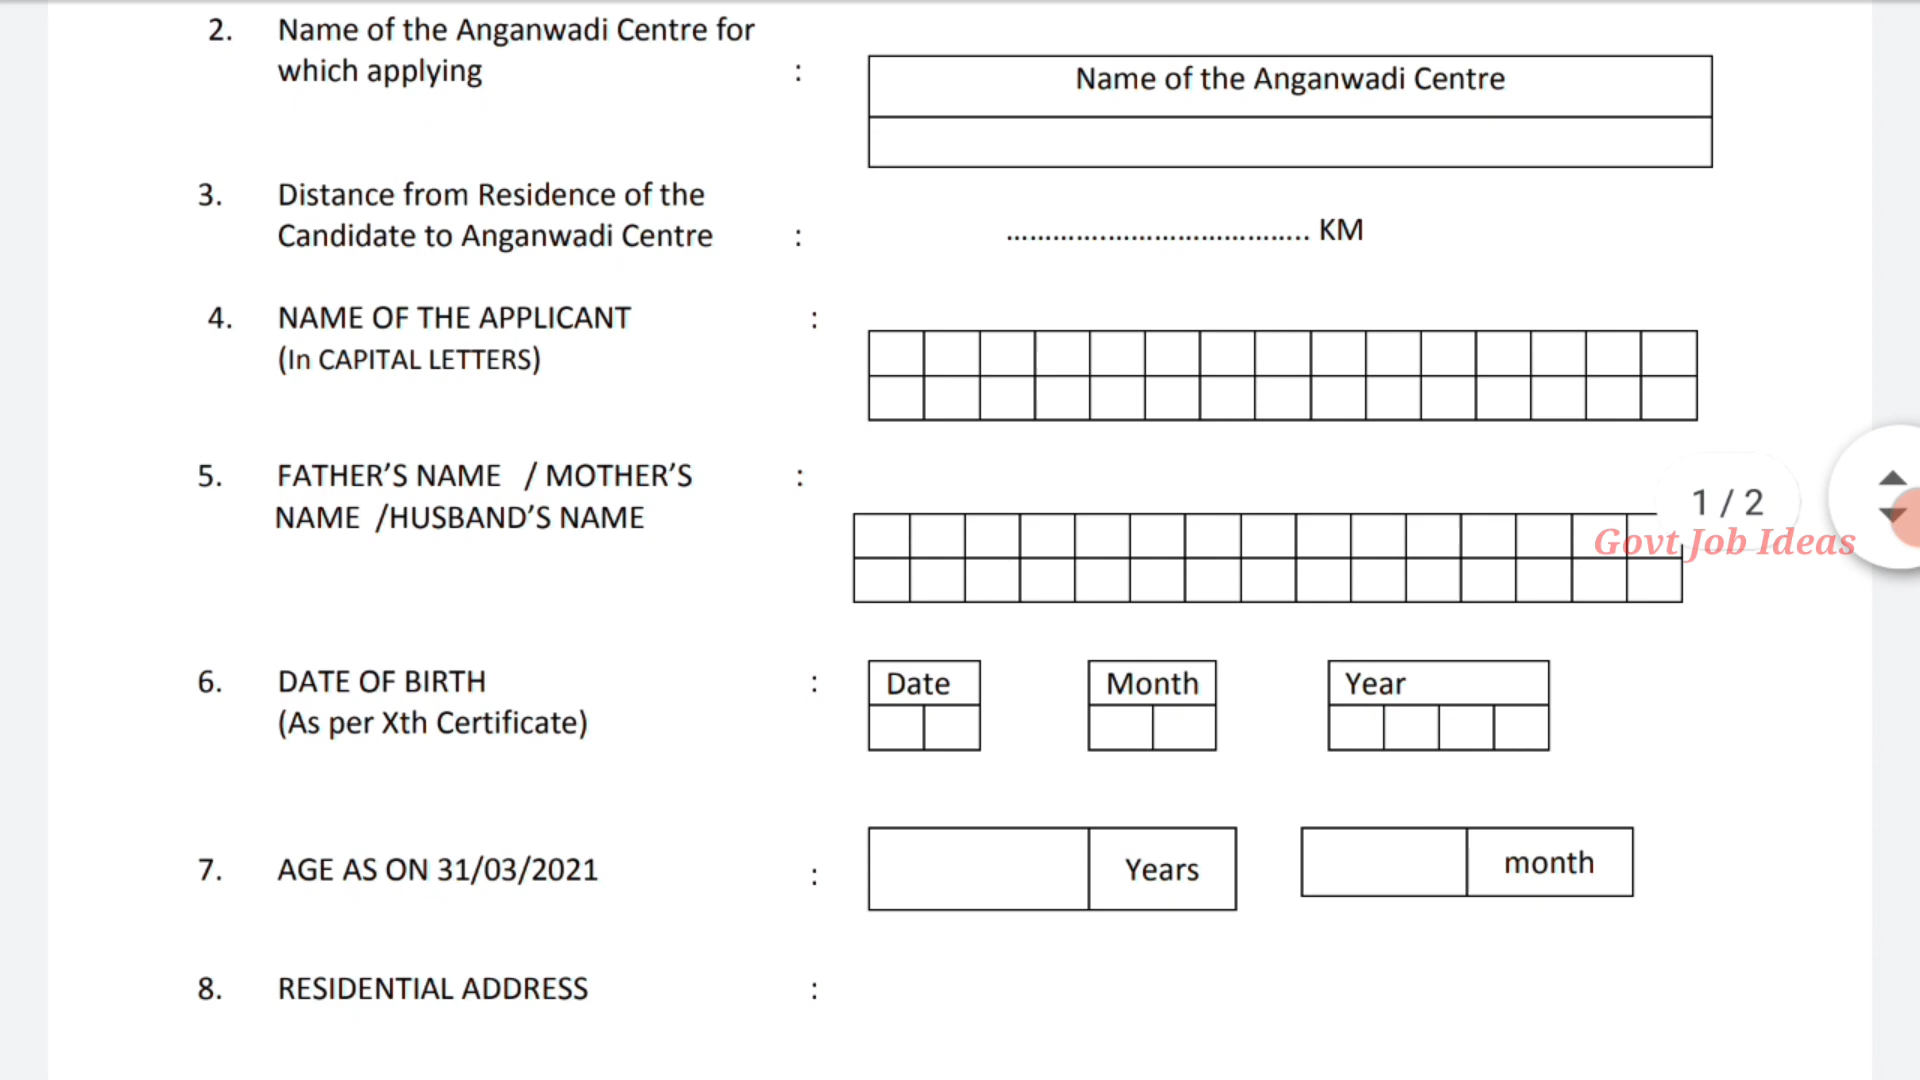 2. Name of the Anganwadi Centre for
which applying :
Name of the Anganwadi Centre
3. Distance from Residence of the
Candidate to Anganwadi Centre : ........................................ KM
4. NAME OF THE APPLICANT :
(In CAPITAL LETTERS)
5. FATHER’S NAME / MOTHER’S :
NAME /HUSBAND’S NAME
1 / 2
Govt Job Ideas
6. DATE OF BIRTH : Date Month Year
(As per Xth Certificate)
7. AGE AS ON 31/03/2021 : Years month
8. RESIDENTIAL ADDRESS :